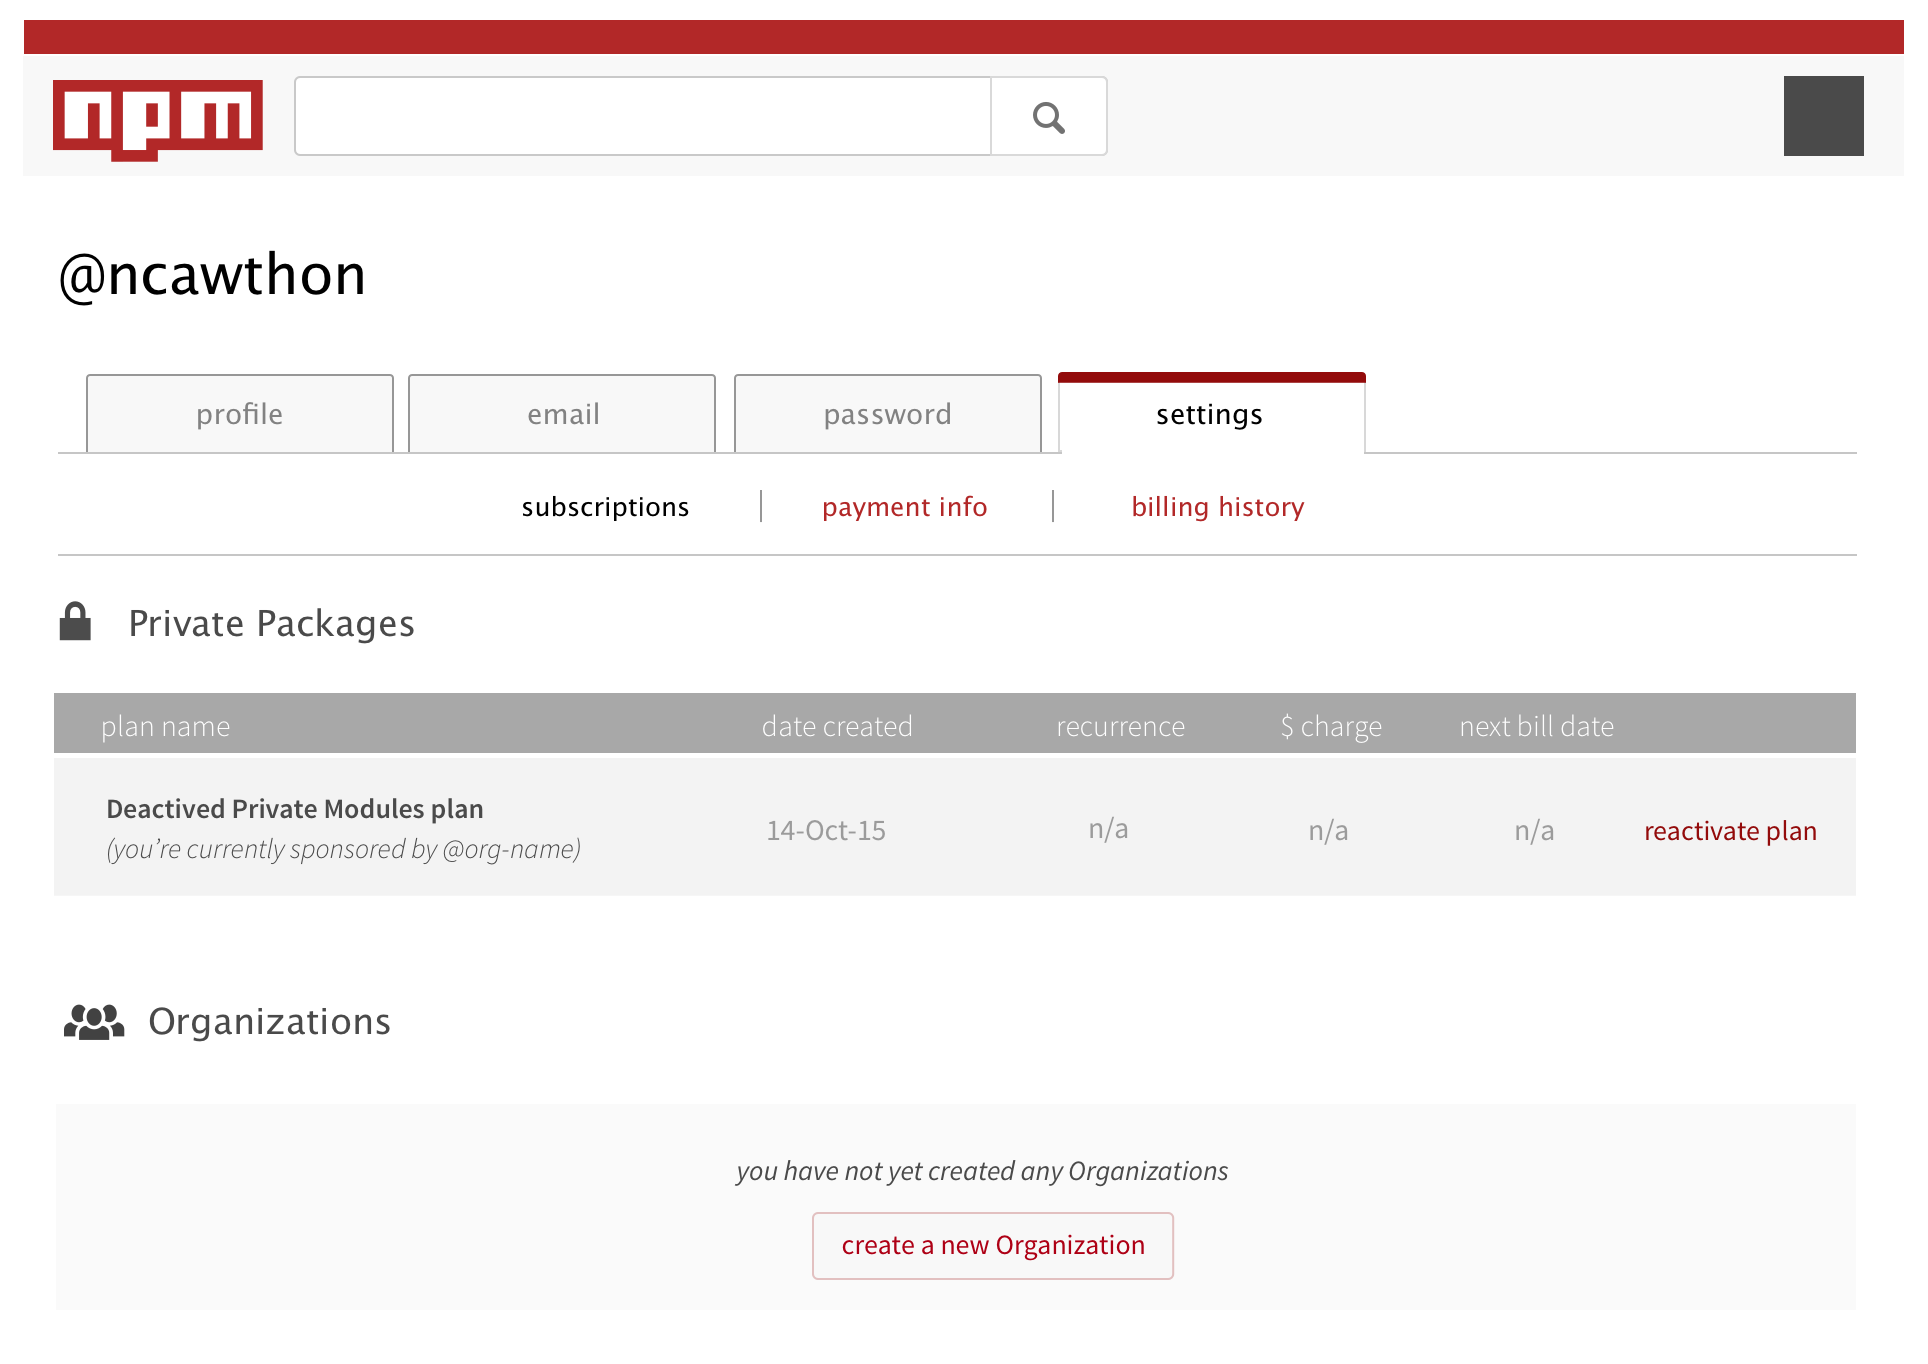 npm
@ncawthon
profile email password settings
subscriptions payment info billing history
Private Packages
plan name date created recurrence $ charge next bill date
Deactived Private Modules plan
(you’re currently sponsored by @org-name)
14-Oct-15 n/a n/a n/a reactivate plan
Organizations
you have not yet created any Organizations
create a new Organization